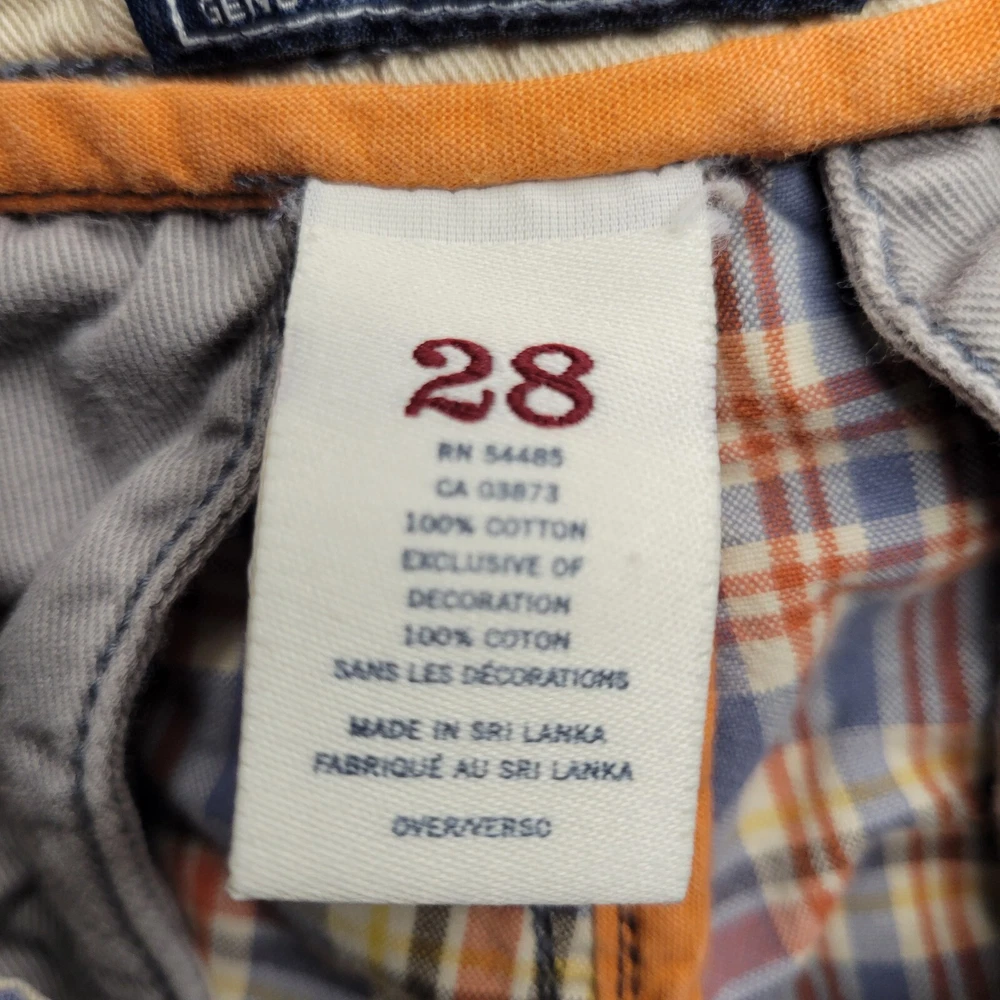 28
RN 54485
CA 03873
100% COTTON
EXCLUSIVE OF
DECORATION
100% COTON
SANS LES DÉCORATIONS
MADE IN SRI LANKA
FABRIQUÉ AU SRI LANKA
OVER/VERSO